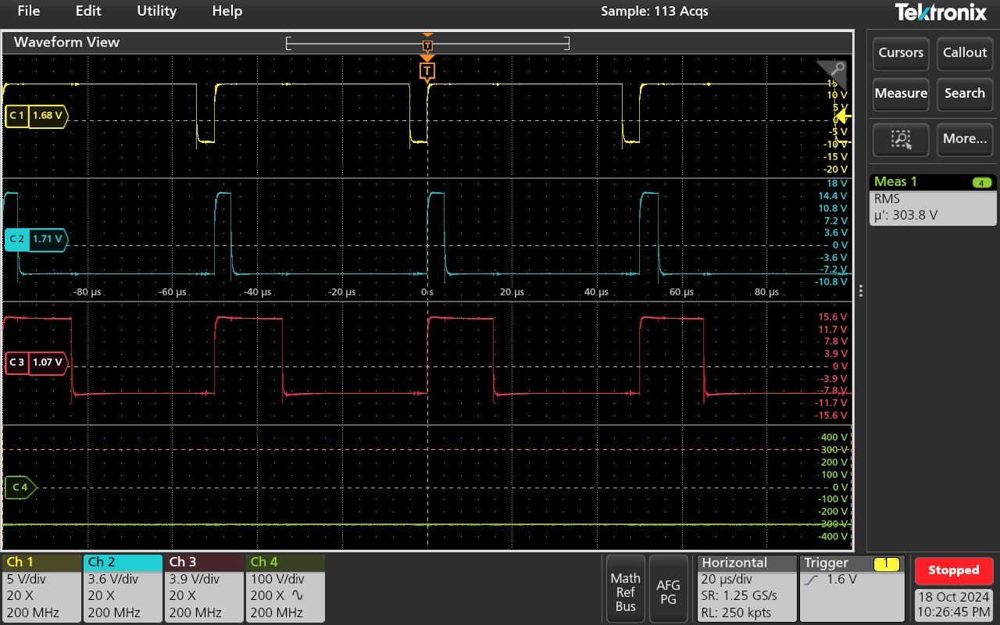 File Edit Utility Help Sample: 113 Acqs Tektronix
Waveform View
T
T
Cursors Callout
Measure Search
More...
Meas 1 4
RMS
µ': 303.8 V
C 1 1.68 V
15
10 V
5 V
0 V
-5 V
-10 V
-15 V
-20 V
C 2 1.71 V
18 V
14.4 V
10.8 V
7.2 V
3.6 V
0 V
-3.6 V
-7.2 V
-10.8 V
-80 µs -60 µs -40 µs -20 µs 0 s 20 µs 40 µs 60 µs 80 µs
C 3 1.07 V
15.6 V
11.7 V
7.8 V
3.9 V
0 V
-3.9 V
-7.8 V
-11.7 V
-15.6 V
C 4
400 V
300 V
200 V
100 V
0 V
-100 V
-200 V
-300 V
-400 V
Ch 1
5 V/div
20 X
200 MHz
Ch 2
3.6 V/div
20 X
200 MHz
Ch 3
3.9 V/div
20 X
200 MHz
Ch 4
100 V/div
200 X
200 MHz
Math
Ref
Bus
AFG
PG
Horizontal
20 µs/div
SR: 1.25 GS/s
RL: 250 kpts
Trigger 1
1.6 V
Stopped
18 Oct 2024
10:26:45 PM